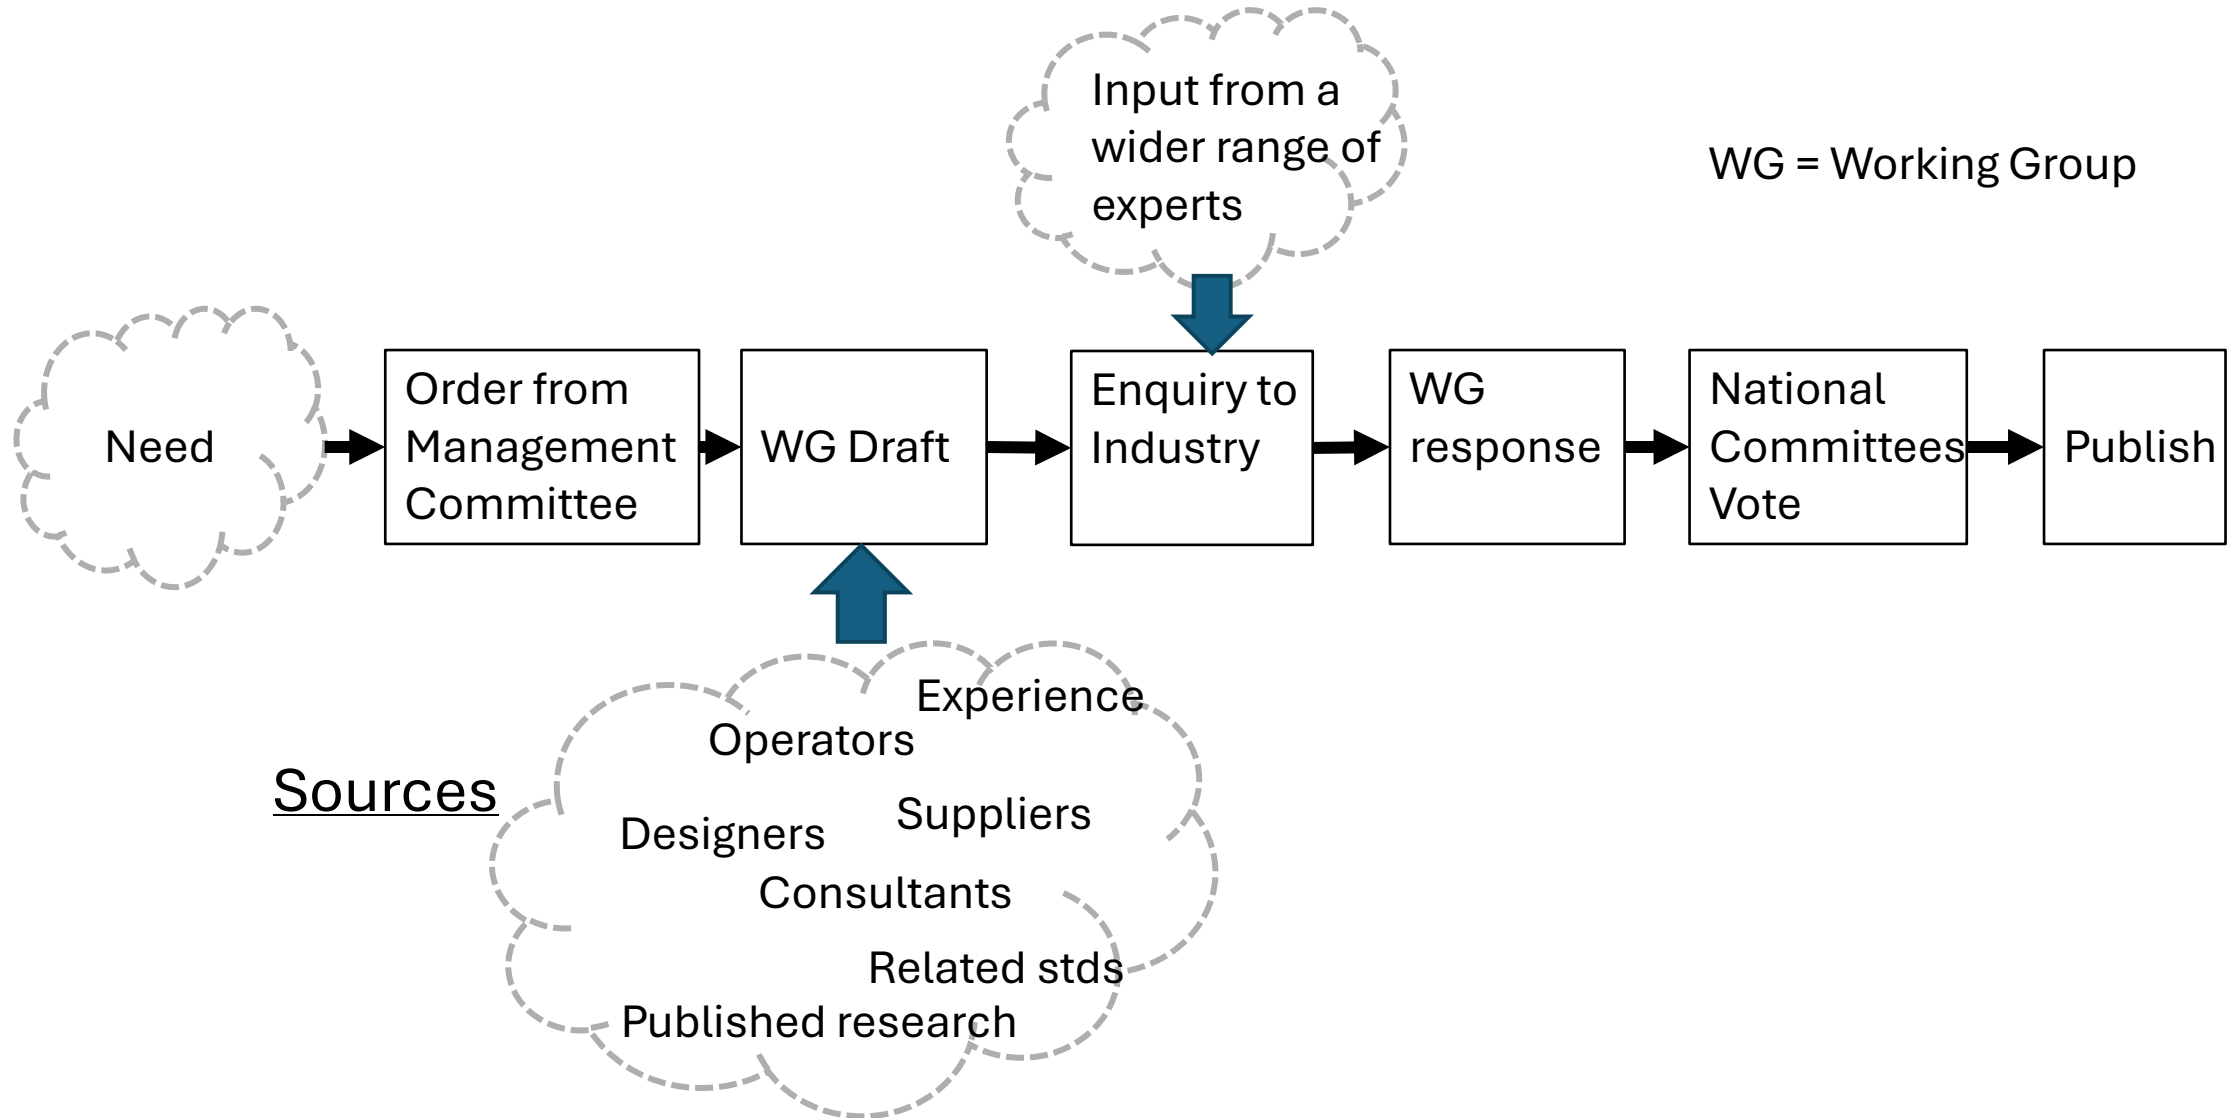 Input from a
wider range of
experts
WG = Working Group
Need
Order from
Management
Committee
WG Draft
Enquiry to
Industry
WG
response
National
Committees
Vote
Publish
Sources
Experience
Operators
Suppliers
Designers
Consultants
Related stds
Published research